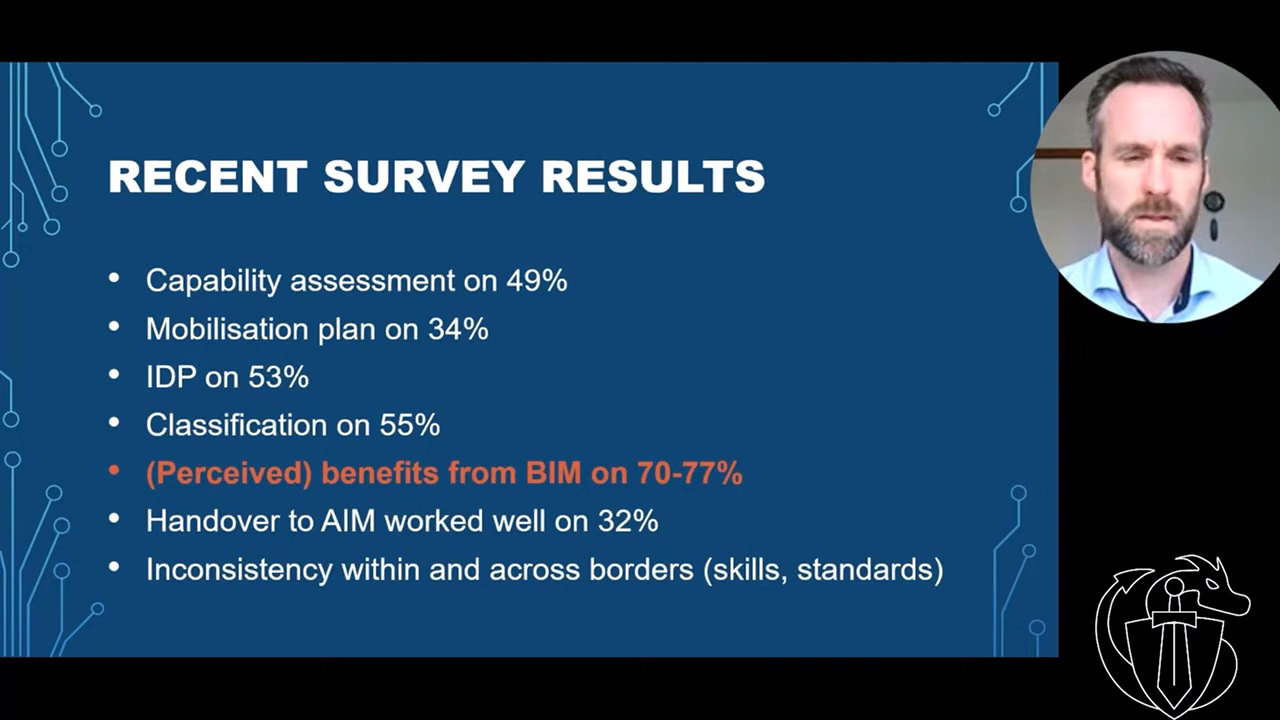 RECENT SURVEY RESULTS
• Capability assessment on 49%
• Mobilisation plan on 34%
• IDP on 53%
• Classification on 55%
• (Perceived) benefits from BIM on 70-77%
• Handover to AIM worked well on 32%
• Inconsistency within and across borders (skills, standards)